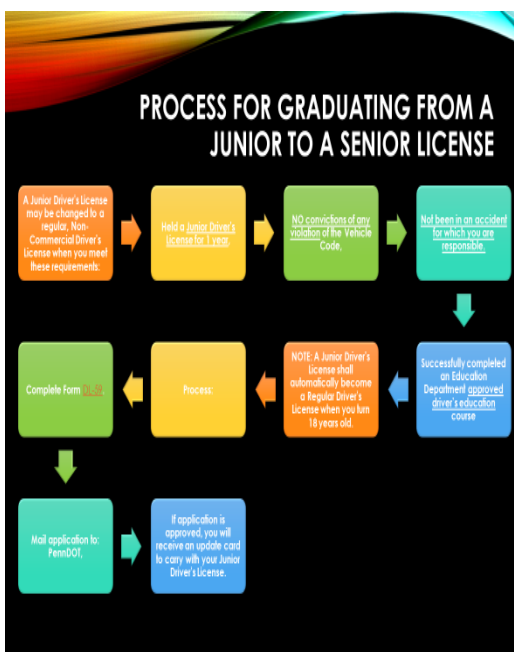 PROCESS FOR GRADUATING FROM A
JUNIOR TO A SENIOR LICENSE
A Junior Driver's License
may be changed to a
regular, Non-
Commercial Driver's
License when you meet
these requirements:
Held a Junior Driver's
License for 1 year,
NO convictions of any
violation of the Vehicle
Code,
Not been in an accident
for which you are
responsible.
Successfully completed
an Education
Department approved
driver's education
course
NOTE: A Junior Driver's
License shall
automatically become
a Regular Driver's
License when you turn
18 years old.
Process:
Complete Form DL-59
Mail application to:
PennDOT,
If application is
approved, you will
receive an update card
to carry with your Junior
Driver's License.